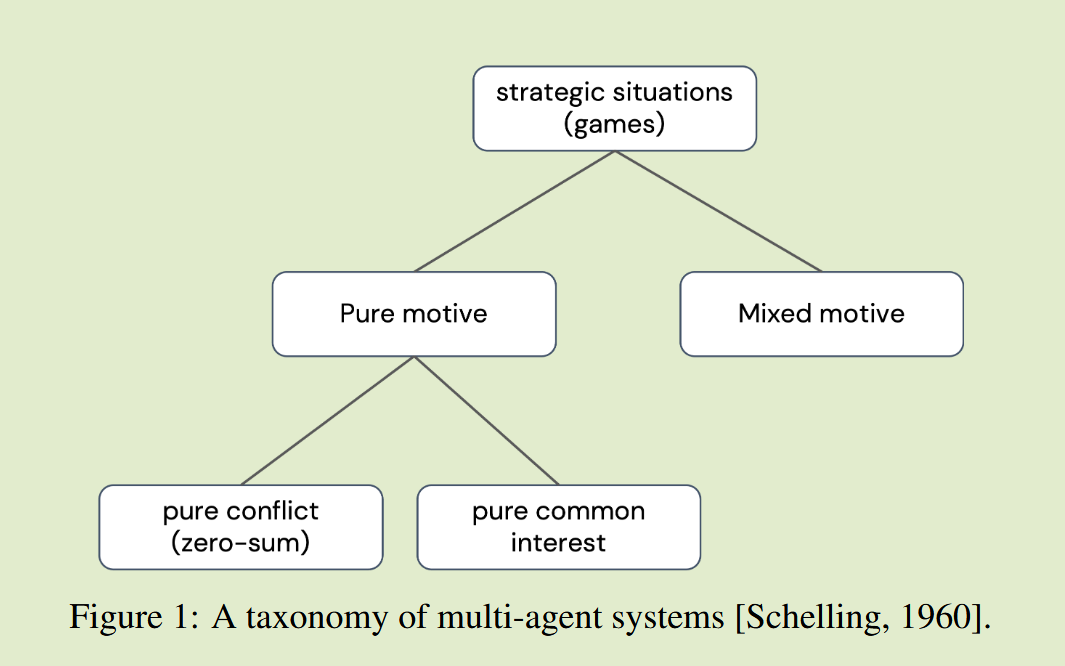 strategic situations
(games)
Pure motive
Mixed motive
pure conflict
(zero-sum)
pure common
interest
Figure 1: A taxonomy of multi-agent systems [Schelling, 1960].